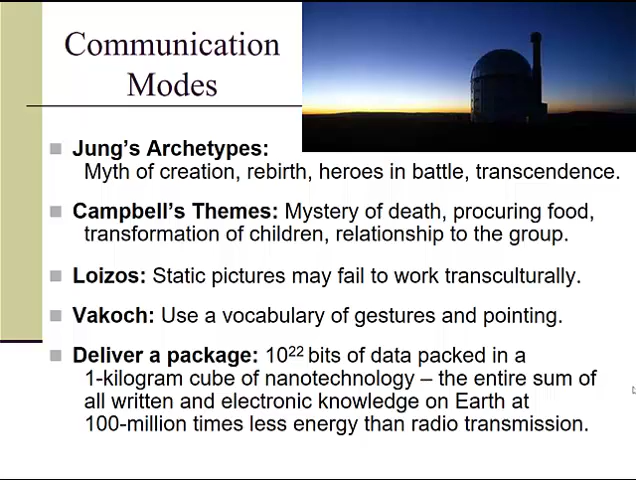 Communication
Modes
Jung's Archetypes:
Myth of creation, rebirth, heroes in battle, transcendence.
Campbell's Themes: Mystery of death, procuring food,
transformation of children, relationship to the group.
Loizos: Static pictures may fail to work transculturally.
Vakoch: Use a vocabulary of gestures and pointing.
Deliver a package: 10²² bits of data packed in a
1-kilogram cube of nanotechnology – the entire sum of
all written and electronic knowledge on Earth at
100-million times less energy than radio transmission.